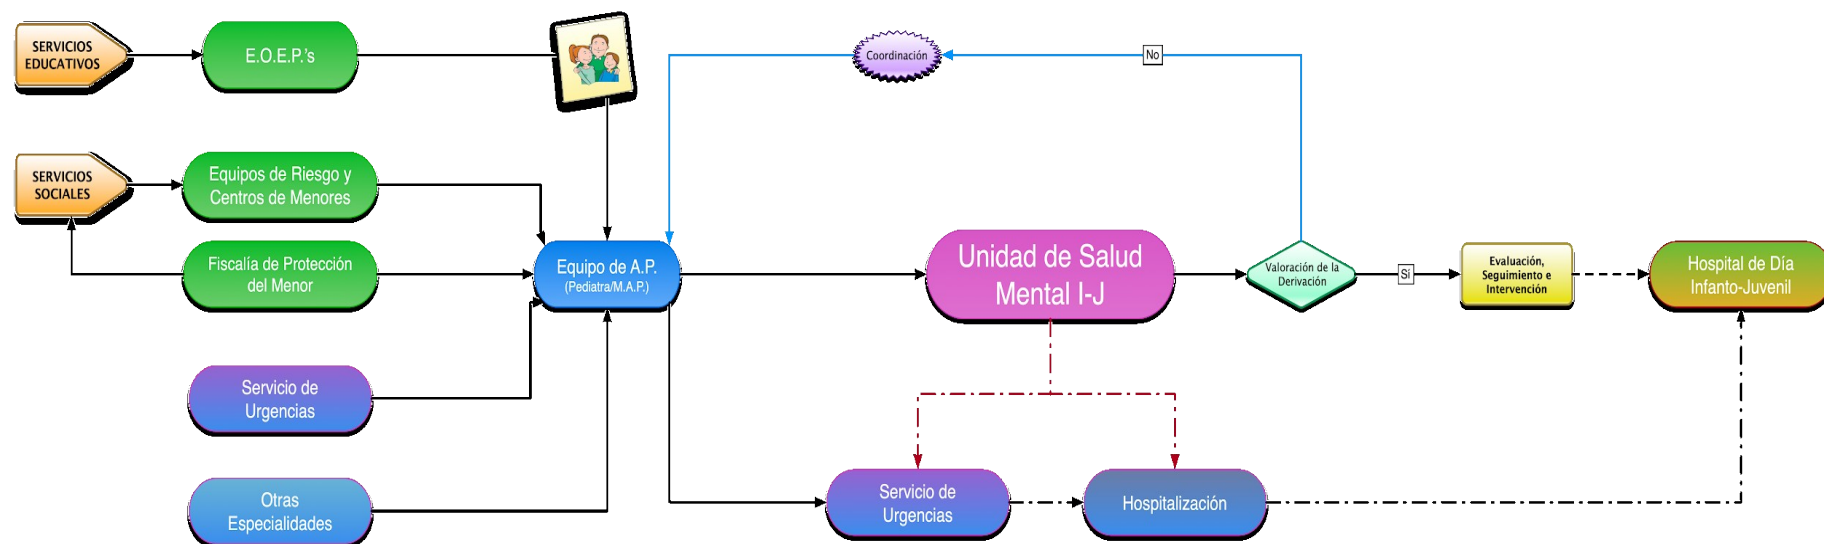 SERVICIOS
EDUCATIVOS
E.O.E.P.'s
Coordinación
No
SERVICIOS
SOCIALES
Equipos de Riesgo y
Centros de Menores
Fiscalía de Protección
del Menor
Equipo de A.P.
(Pediatra/M.A.P.)
Unidad de Salud
Mental I-J
Valoración de la
Derivación
Sí
Evaluación,
Seguimiento e
Intervención
Hospital de Día
Infanto-Juvenil
Servicio de
Urgencias
Otras
Especialidades
Servicio de
Urgencias
Hospitalización